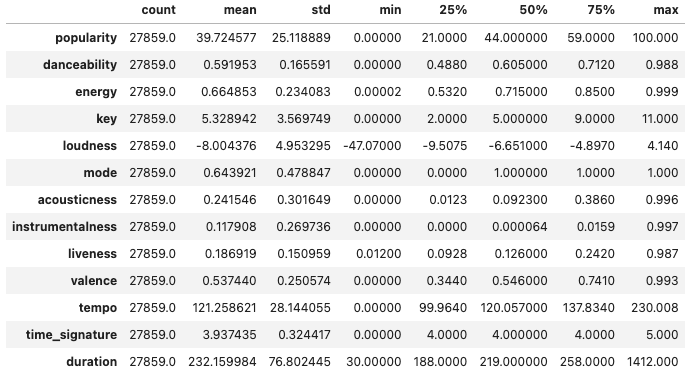 count mean std min 25% 50% 75% max
popularity 27859.0 39.724577 25.118889 0.00000 21.0000 44.000000 59.0000 100.000
danceability 27859.0 0.591953 0.165591 0.00000 0.4880 0.605000 0.7120 0.988
energy 27859.0 0.664853 0.234083 0.00002 0.5320 0.715000 0.8500 0.999
key 27859.0 5.328942 3.569749 0.00000 2.0000 5.000000 9.0000 11.000
loudness 27859.0 -8.004376 4.953295 -47.07000 -9.5075 -6.651000 -4.8970 4.140
mode 27859.0 0.643921 0.478847 0.00000 0.0000 1.000000 1.0000 1.000
acousticness 27859.0 0.241546 0.301649 0.00000 0.0123 0.092300 0.3860 0.996
instrumentalness 27859.0 0.117908 0.269736 0.00000 0.0000 0.000064 0.0159 0.997
liveness 27859.0 0.186919 0.150959 0.01200 0.0928 0.126000 0.2420 0.987
valence 27859.0 0.537440 0.250574 0.00000 0.3440 0.546000 0.7410 0.993
tempo 27859.0 121.258621 28.144055 0.00000 99.9640 120.057000 137.8340 230.008
time_signature 27859.0 3.937435 0.324417 0.00000 4.0000 4.000000 4.0000 5.000
duration 27859.0 232.159984 76.802445 30.00000 188.0000 219.000000 258.0000 1412.000